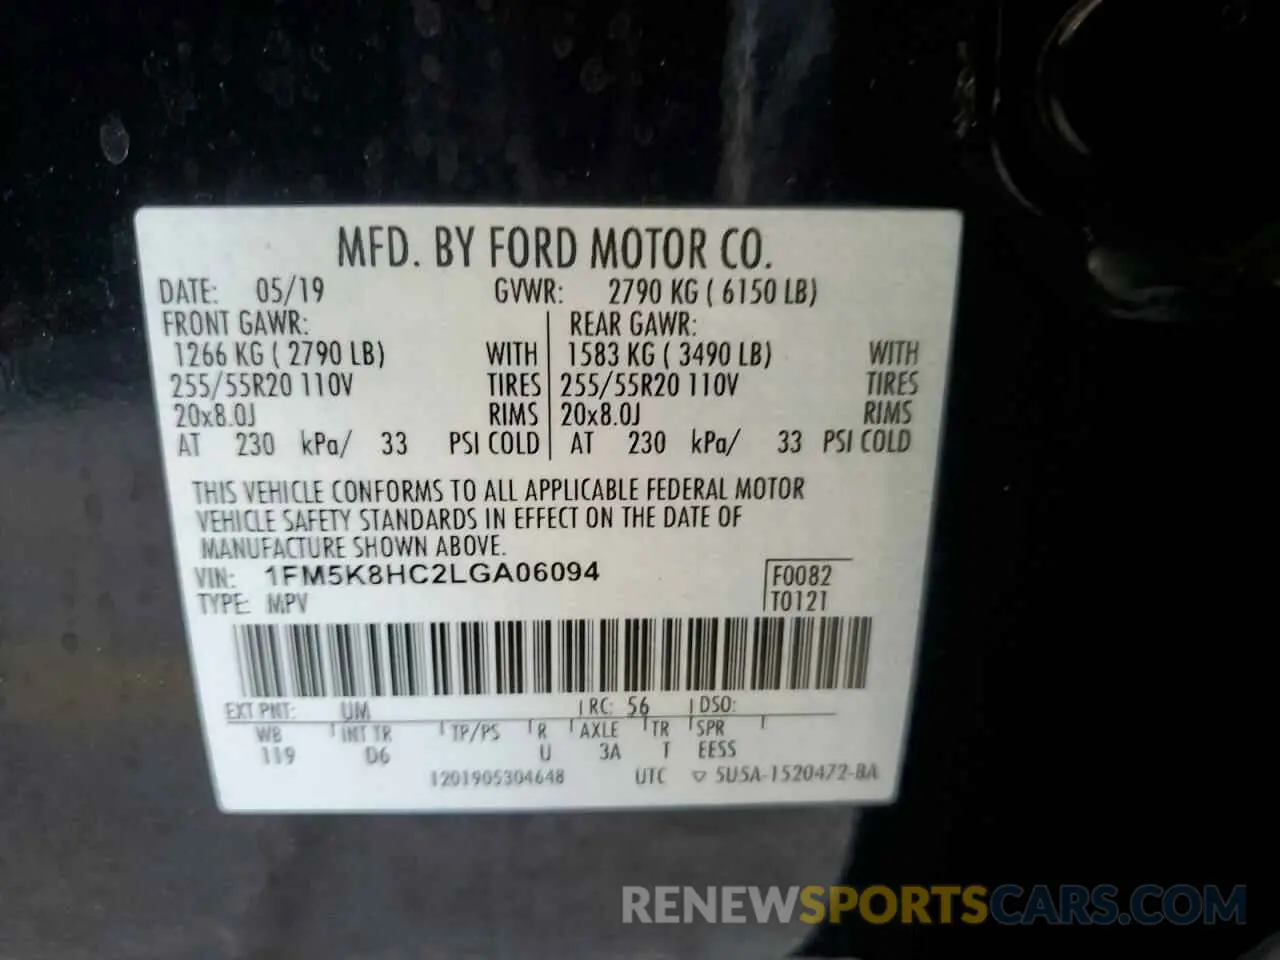 MFD. BY FORD MOTOR CO.
DATE: 05/19 GVWR: 2790 KG ( 6150 LB)
FRONT GAWR: REAR GAWR:
1266 KG ( 2790 LB) WITH 1583 KG ( 3490 LB) WITH
255/55R20 110V TIRES 255/55R20 110V TIRES
20x8.0J RIMS 20x8.0J RIMS
AT 230 kPa/ 33 PSI COLD AT 230 kPa/ 33 PSI COLD
THIS VEHICLE CONFORMS TO ALL APPLICABLE FEDERAL MOTOR
VEHICLE SAFETY STANDARDS IN EFFECT ON THE DATE OF
MANUFACTURE SHOWN ABOVE.
VIN: 1FM5K8HC2LGA06094 F0082
TYPE: MPV T0121
EXT PNT: UM RC: 56 DSO:
WB INT TR TP/PS R AXLE TR SPR
119 D6 U 3A T EESS
1201905304648 UTC ▽ 5U5A-1520472-BA
RENEWSPORTSCARS.COM